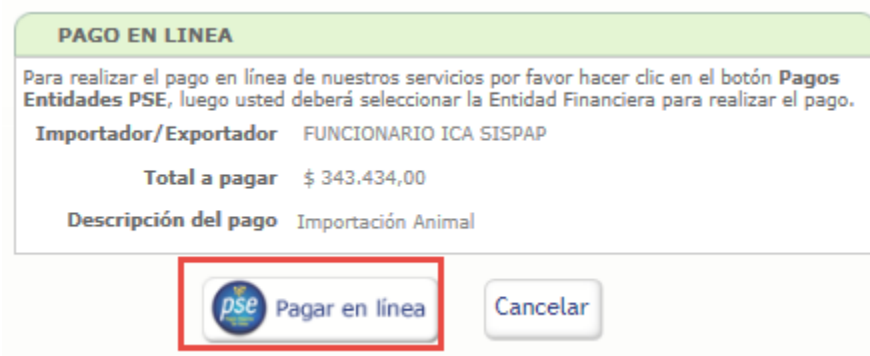 PAGO EN LINEA
Para realizar el pago en línea de nuestros servicios por favor hacer clic en el botón Pagos
Entidades PSE, luego usted deberá seleccionar la Entidad Financiera para realizar el pago.
Importador/Exportador FUNCIONARIO ICA SISPAP
Total a pagar $ 343.434,00
Descripción del pago Importación Animal
pse Pagar en línea Cancelar